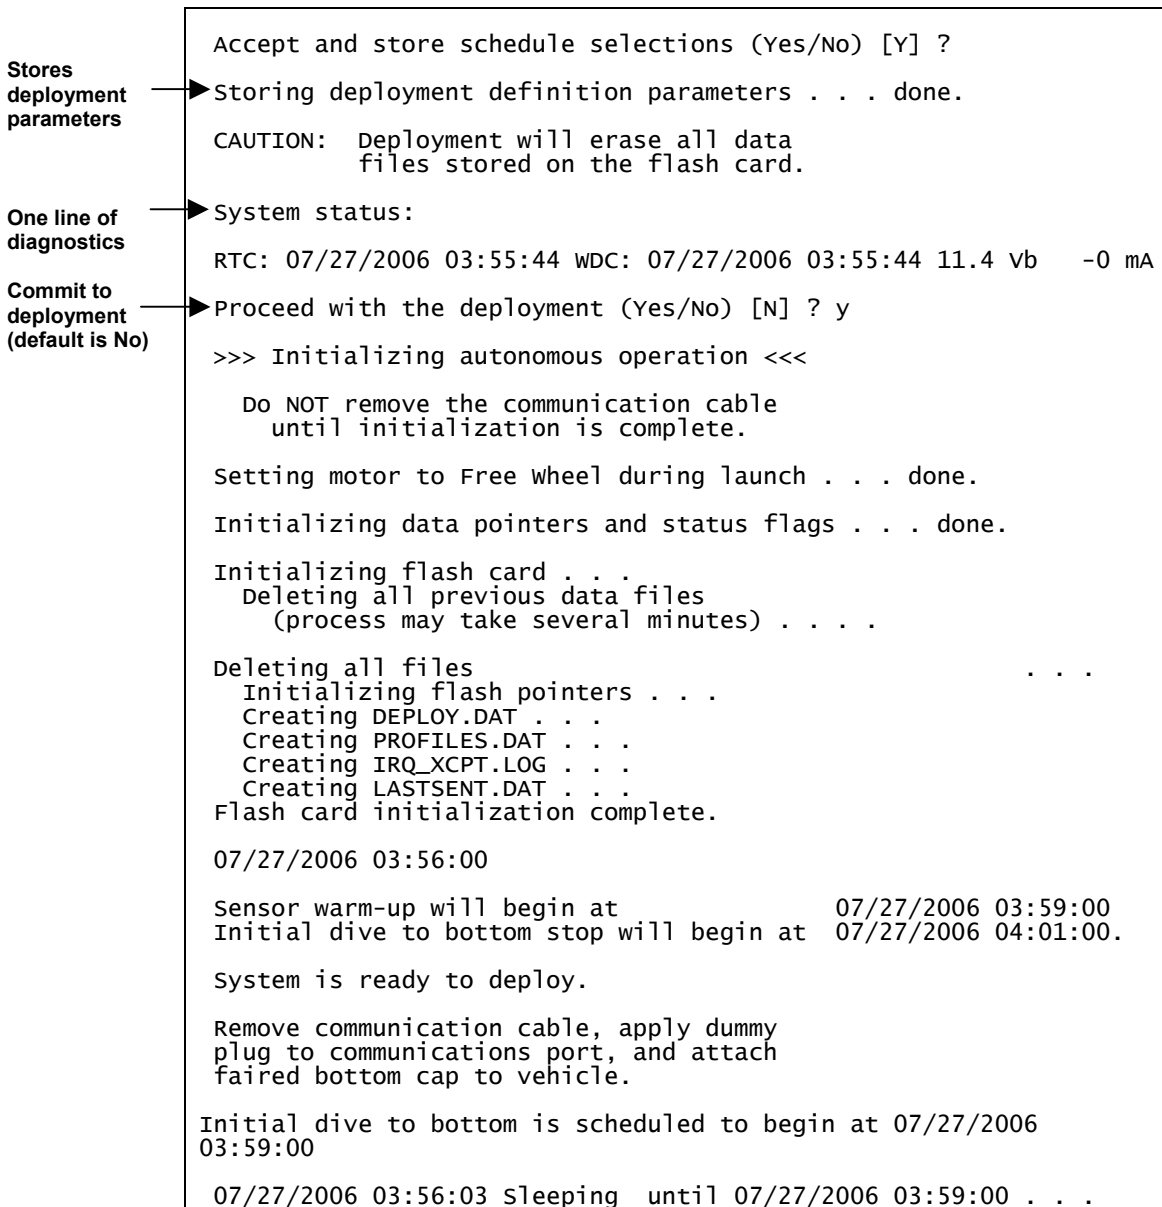 Accept and store schedule selections (Yes/No) [Y] ?
Stores
deployment
parameters
Storing deployment definition parameters . . . done.
CAUTION:  Deployment will erase all data
files stored on the flash card.
One line of
diagnostics
System status:
RTC: 07/27/2006 03:55:44 WDC: 07/27/2006 03:55:44 11.4 Vb   -0 mA
Commit to
deployment
(default is No)
Proceed with the deployment (Yes/No) [N] ? y
>>> Initializing autonomous operation <<<
Do NOT remove the communication cable
until initialization is complete.
Setting motor to Free Wheel during launch . . . done.
Initializing data pointers and status flags . . . done.
Initializing flash card . . .
Deleting all previous data files
(process may take several minutes) . . . .
Deleting all files . . .
Initializing flash pointers . . .
Creating DEPLOY.DAT . . .
Creating PROFILES.DAT . . .
Creating IRQ_XCPT.LOG . . .
Creating LASTSENT.DAT . . .
Flash card initialization complete.
07/27/2006 03:56:00
Sensor warm-up will begin at 07/27/2006 03:59:00
Initial dive to bottom stop will begin at 07/27/2006 04:01:00.
System is ready to deploy.
Remove communication cable, apply dummy
plug to communications port, and attach
faired bottom cap to vehicle.
Initial dive to bottom is scheduled to begin at 07/27/2006
03:59:00
07/27/2006 03:56:03 Sleeping  until 07/27/2006 03:59:00 . . .